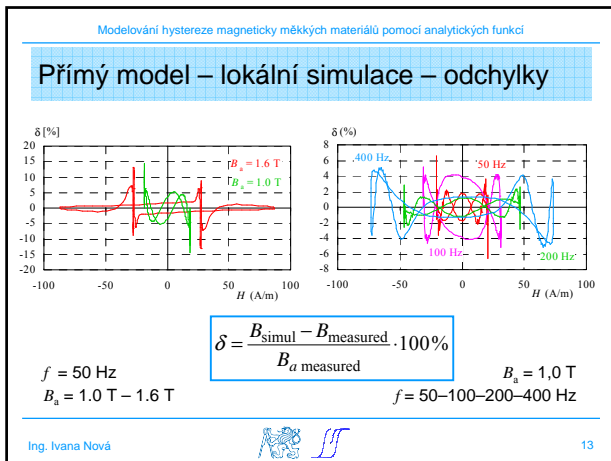 Modelování hystereze magneticky měkkých materiálů pomocí analytických funkcí
Přímý model – lokální simulace – odchylky
δ [%]
20
15
10
5
0
-5
-10
-15
-20
-100 -50 0 50 100
H (A/m)
B_a = 1.6 T
B_a = 1.0 T
δ (%)
8
6
4
2
0
-2
-4
-6
-8
-100 -50 0 50 100
H (A/m)
400 Hz
50 Hz
100 Hz
200 Hz
δ = (B_simul − B_measured) / B_a measured · 100%
f = 50 Hz
B_a = 1.0 T – 1.6 T
B_a = 1,0 T
f = 50–100–200–400 Hz
Ing. Ivana Nová
13